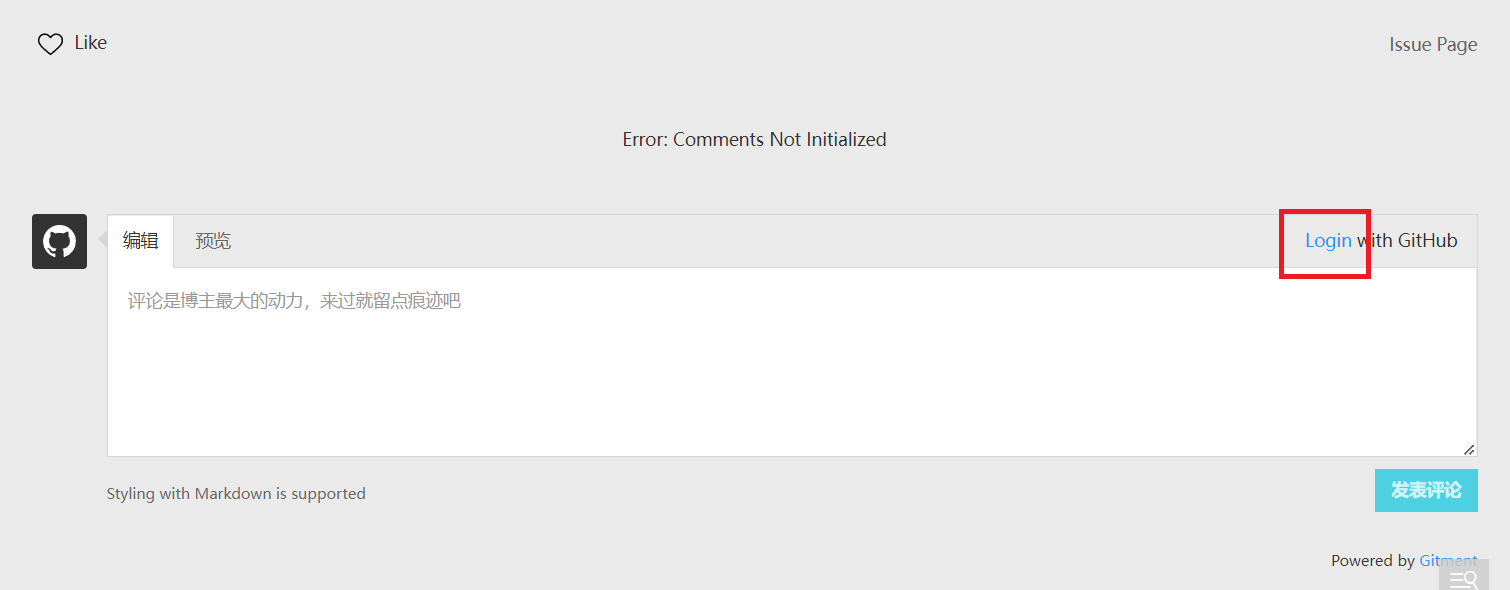 Like
Issue Page
Error: Comments Not Initialized
编辑 预览 Login with GitHub
评论是博主最大的动力，来过就留点痕迹吧
Styling with Markdown is supported
发表评论
Powered by Gitment